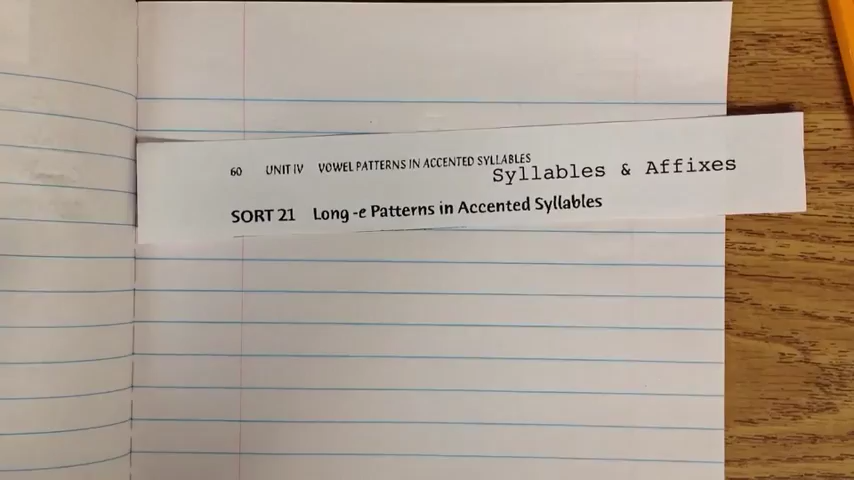 60 UNIT IV VOWEL PATTERNS IN ACCENTED SYLLABLES
Syllables & Affixes
SORT 21 Long -e Patterns in Accented Syllables